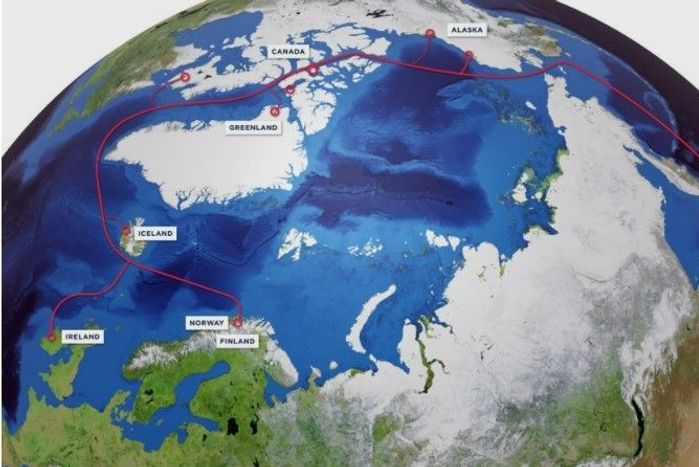 ALASKA
CANADA
GREENLAND
ICELAND
NORWAY
FINLAND
IRELAND